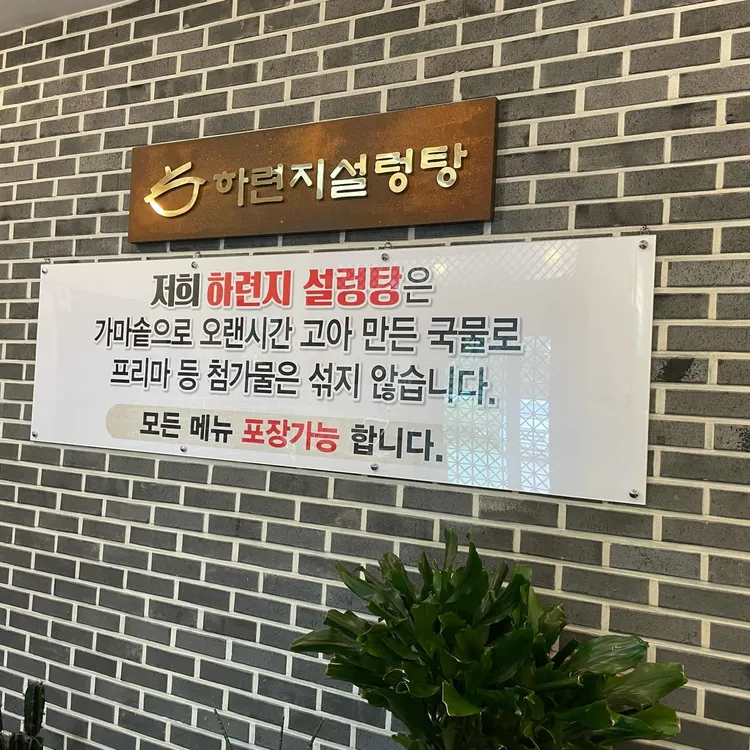 하련지설렁탕
저희 하련지 설렁탕은
가마솥으로 오랜시간 고아 만든 국물로
프리마 등 첨가물은 섞지 않습니다.
모든 메뉴 포장가능 합니다.